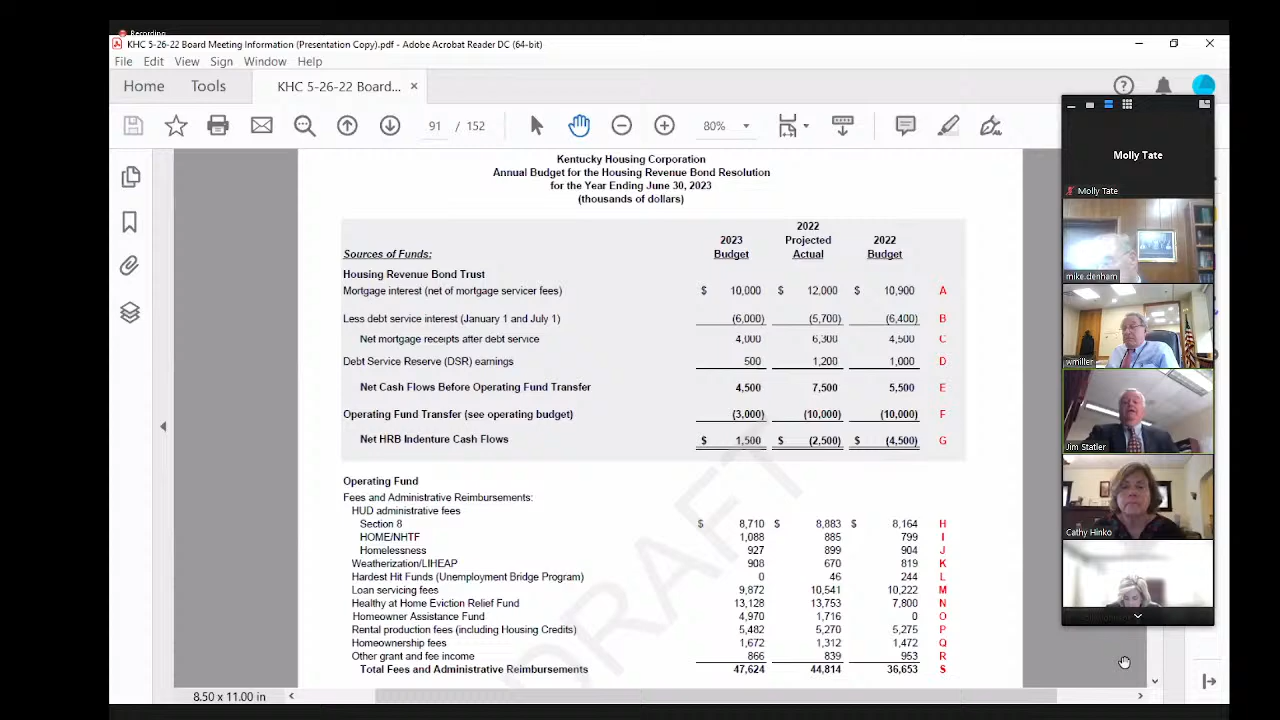 Recording
KHC 5-26-22 Board Meeting Information (Presentation Copy).pdf - Adobe Acrobat Reader DC (64-bit)
File Edit View Sign Window Help
Home Tools KHC 5-26-22 Board... ×
91 / 152 80%
Kentucky Housing Corporation
Annual Budget for the Housing Revenue Bond Resolution
for the Year Ending June 30, 2023
(thousands of dollars)
Sources of Funds: 2023 Budget 2022 Projected Actual 2022 Budget
Housing Revenue Bond Trust
Mortgage interest (net of mortgage servicer fees) $ 10,000 $ 12,000 $ 10,900 A
Less debt service interest (January 1 and July 1) (6,000) (5,700) (6,400) B
Net mortgage receipts after debt service 4,000 6,300 4,500 C
Debt Service Reserve (DSR) earnings 500 1,200 1,000 D
Net Cash Flows Before Operating Fund Transfer 4,500 7,500 5,500 E
Operating Fund Transfer (see operating budget) (3,000) (10,000) (10,000) F
Net HRB Indenture Cash Flows $ 1,500 $ (2,500) $ (4,500) G
Operating Fund
Fees and Administrative Reimbursements:
HUD administrative fees
Section 8 $ 8,710 $ 8,883 $ 8,164 H
HOME/NHTF 1,088 885 799 I
Homelessness 927 899 904 J
Weatherization/LIHEAP 908 670 819 K
Hardest Hit Funds (Unemployment Bridge Program) 0 46 244 L
Loan servicing fees 9,872 10,541 10,222 M
Healthy at Home Eviction Relief Fund 13,128 13,753 7,800 N
Homeowner Assistance Fund 4,970 1,716 0 O
Rental production fees (including Housing Credits) 5,482 5,270 5,275 P
Homeownership fees 1,672 1,312 1,472 Q
Other grant and fee income 866 839 953 R
Total Fees and Administrative Reimbursements 47,624 44,814 36,653 S
DRAFT
8.50 x 11.00 in
Molly Tate
Molly Tate
mike.denham
wmiller
Jim Statler
Cathy Hinko